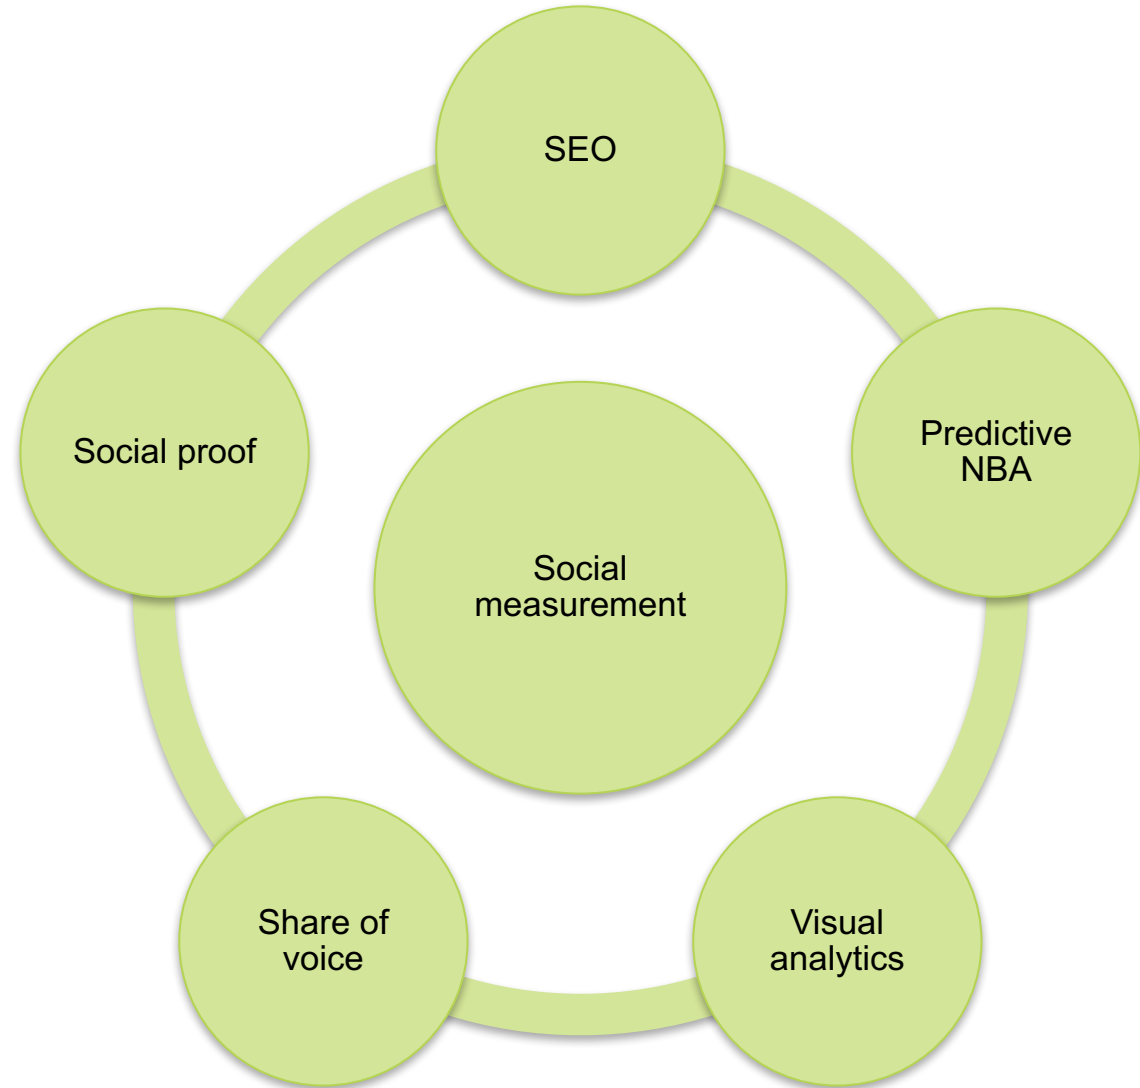 SEO
Predictive
NBA
Visual
analytics
Share of
voice
Social proof
Social
measurement